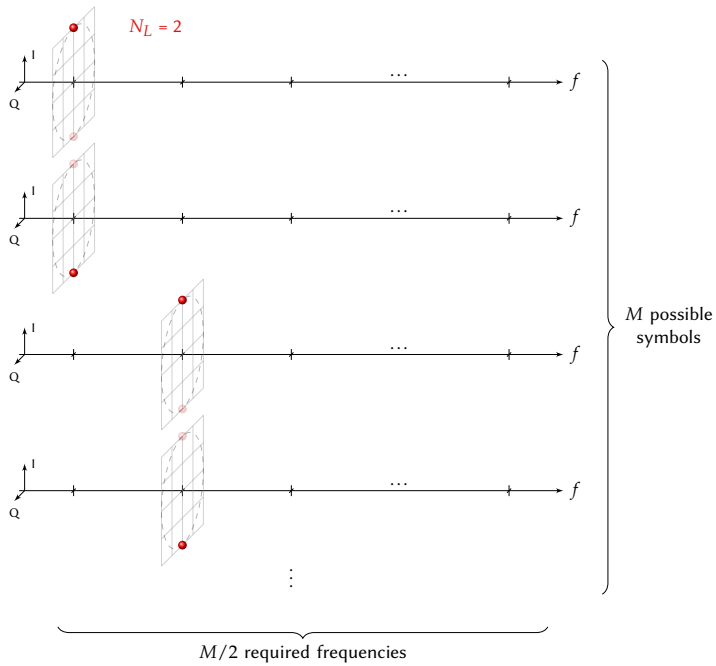 N_L = 2
I
Q
...
f
I
Q
...
f
M possible
symbols
I
Q
...
f
I
Q
...
f
⋮
M/2 required frequencies